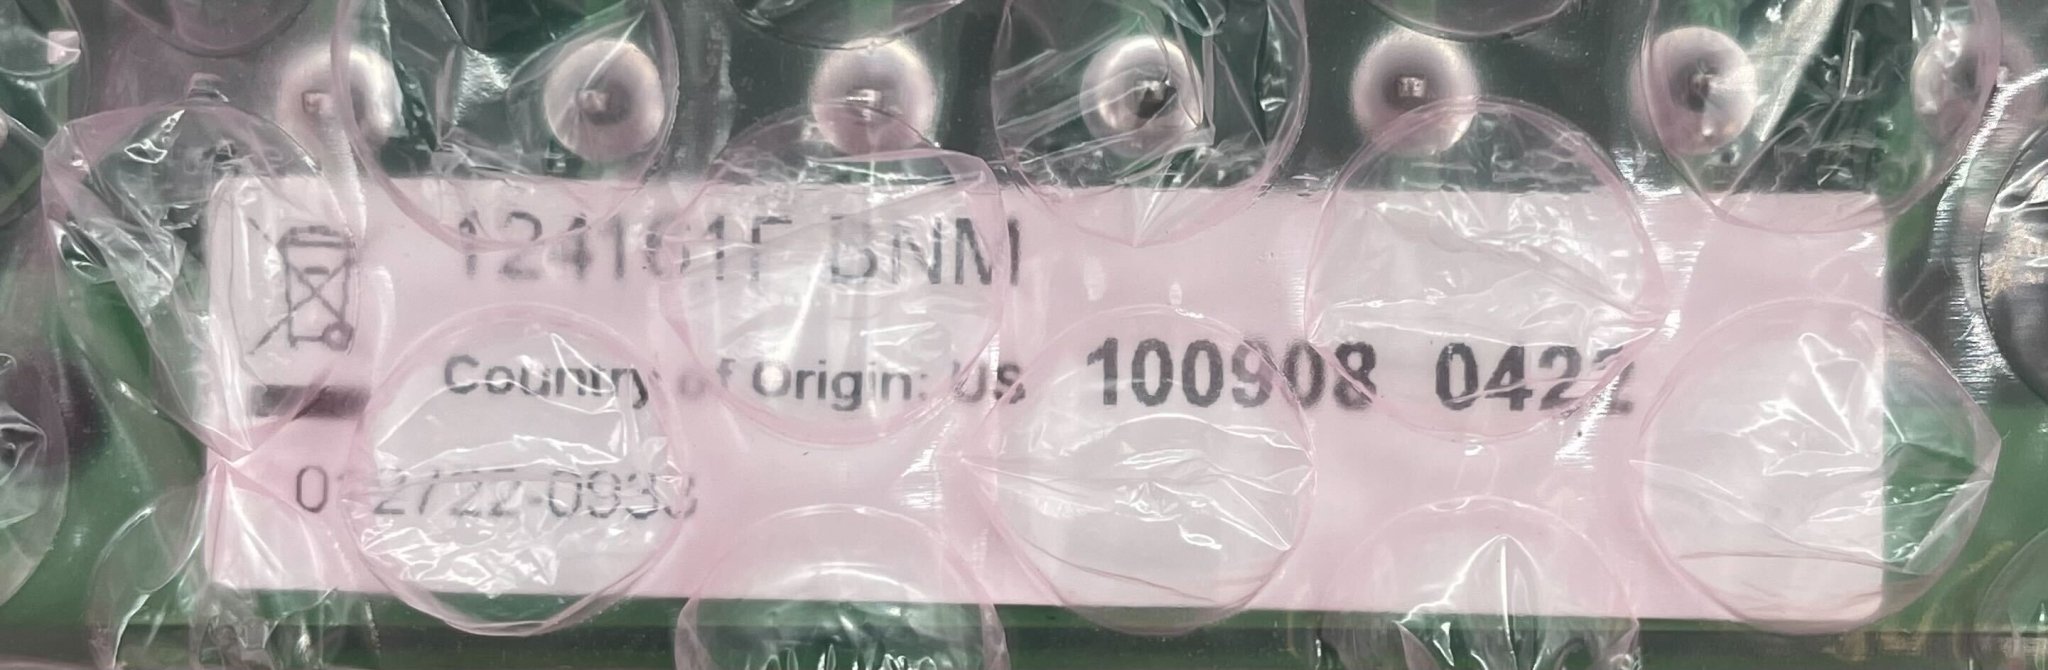 124161F BNM
Country of Origin: Us 100908 0422